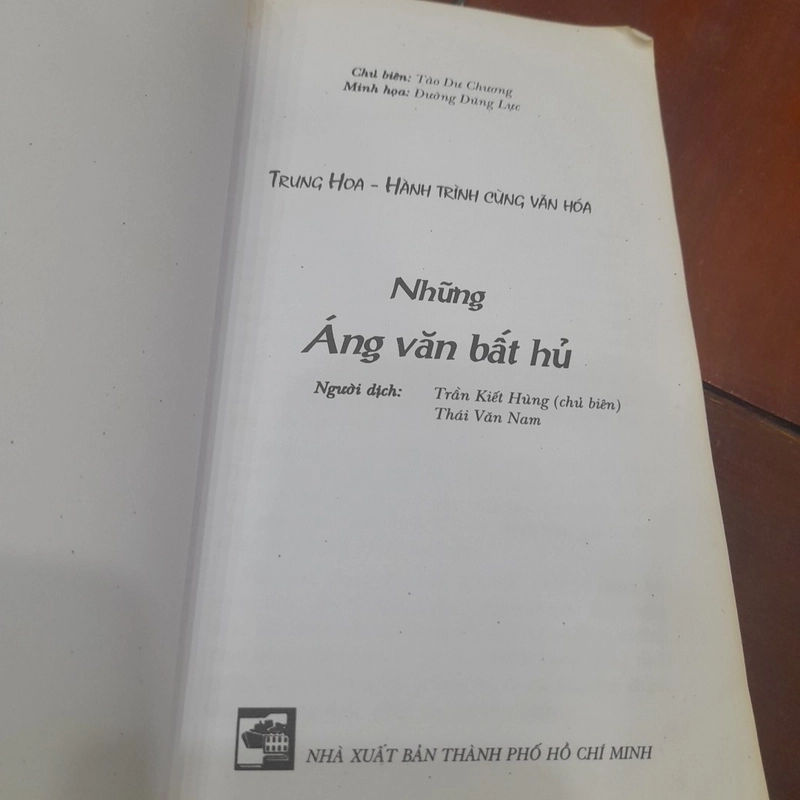 Chủ biên: Tào Dư Chương
Minh họa: Đường Dũng Lực
TRUNG HOA - HÀNH TRÌNH CÙNG VĂN HÓA
Những
Áng văn bất hủ
Người dịch: Trần Kiết Hùng (chủ biên)
Thái Văn Nam
NHÀ XUẤT BẢN THÀNH PHỐ HỒ CHÍ MINH